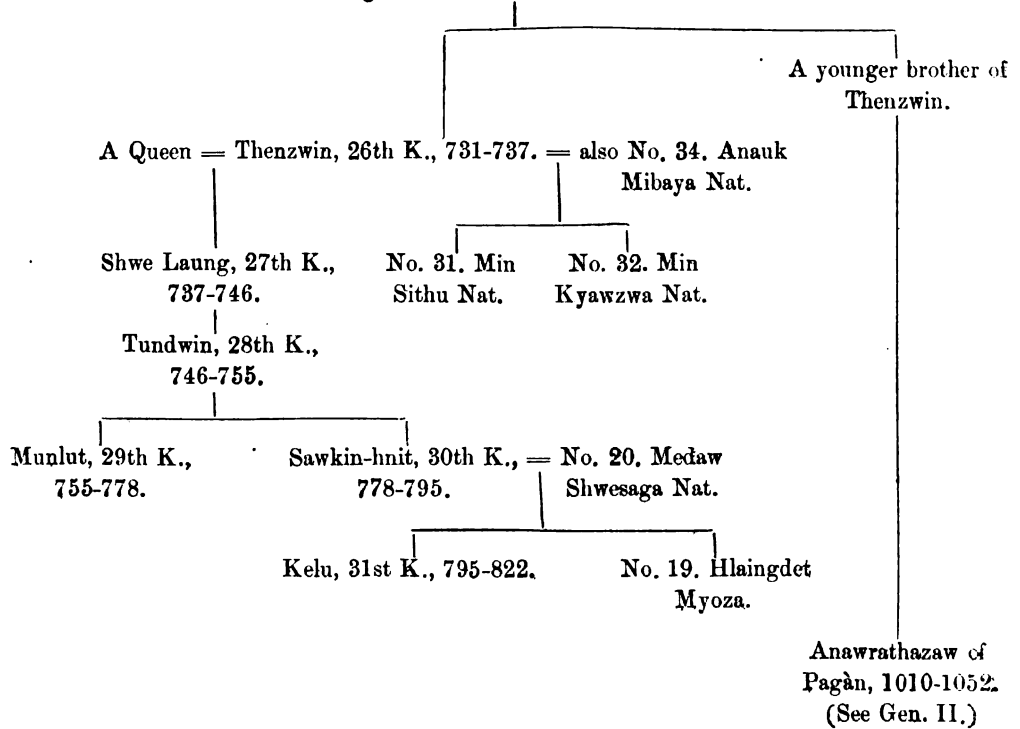 A younger brother of
Thenzwin.
A Queen = Thenzwin, 26th K., 731-737. = also No. 34. Anauk
Mibaya Nat.
Shwe Laung, 27th K.,
737-746.
No. 31. Min
Sithu Nat.
No. 32. Min
Kyawzwa Nat.
Tundwin, 28th K.,
746-755.
Munlut, 29th K.,
755-778.
Sawkin-hnit, 30th K., = No. 20. Medaw
778-795.
Shwesaga Nat.
Kelu, 31st K., 795-822.
No. 19. Hlaingdet
Myoza.
Anawrathazaw of
Pagàn, 1010-1052.
(See Gen. II.)